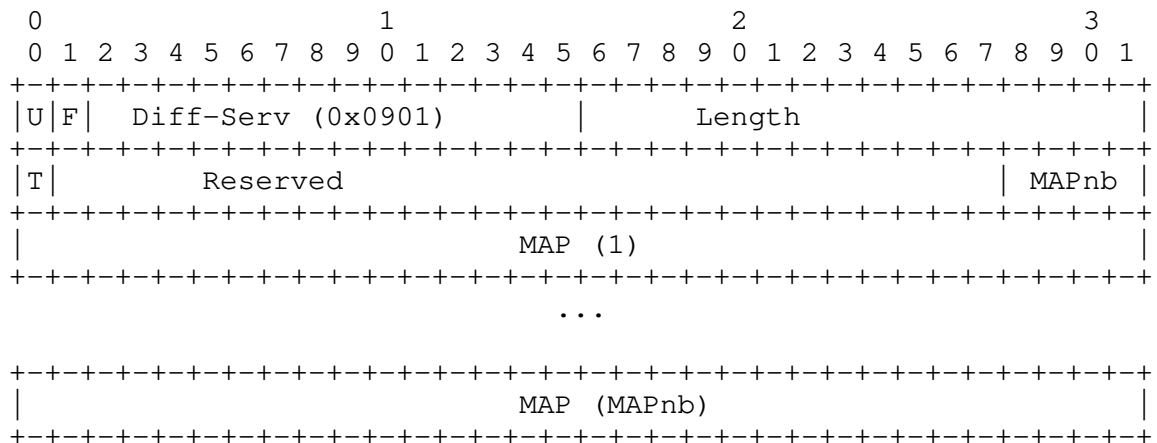 0                   1                   2                   3
 0 1 2 3 4 5 6 7 8 9 0 1 2 3 4 5 6 7 8 9 0 1 2 3 4 5 6 7 8 9 0 1
+-+-+-+-+-+-+-+-+-+-+-+-+-+-+-+-+-+-+-+-+-+-+-+-+-+-+-+-+-+-+-+-+
|U|F|  Diff-Serv (0x0901)       |      Length                   |
+-+-+-+-+-+-+-+-+-+-+-+-+-+-+-+-+-+-+-+-+-+-+-+-+-+-+-+-+-+-+-+-+
|T|        Reserved                                     | MAPnb |
+-+-+-+-+-+-+-+-+-+-+-+-+-+-+-+-+-+-+-+-+-+-+-+-+-+-+-+-+-+-+-+-+
|                            MAP (1)                            |
+-+-+-+-+-+-+-+-+-+-+-+-+-+-+-+-+-+-+-+-+-+-+-+-+-+-+-+-+-+-+-+-+
                               ...
+-+-+-+-+-+-+-+-+-+-+-+-+-+-+-+-+-+-+-+-+-+-+-+-+-+-+-+-+-+-+-+-+
|                            MAP (MAPnb)                        |
+-+-+-+-+-+-+-+-+-+-+-+-+-+-+-+-+-+-+-+-+-+-+-+-+-+-+-+-+-+-+-+-+